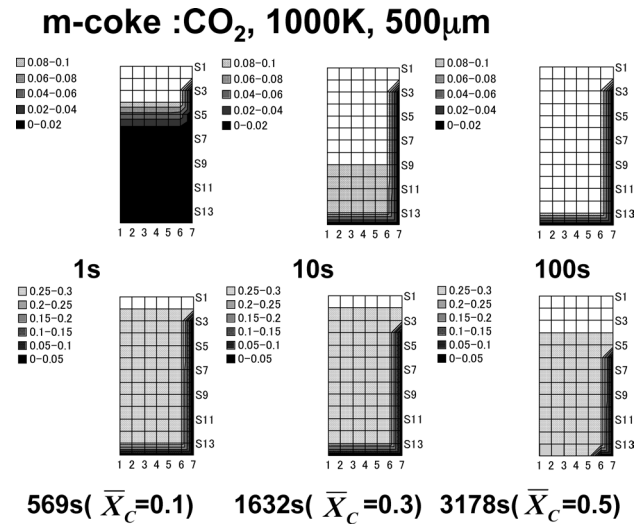 m-coke :CO₂, 1000K, 500μm
0.08-0.1
0.06-0.08
0.04-0.06
0.02-0.04
0-0.02
S1
S3
S5
S7
S9
S11
S13
1 2 3 4 5 6 7
1s
0.08-0.1
0.06-0.08
0.04-0.06
0.02-0.04
0-0.02
S1
S3
S5
S7
S9
S11
S13
1 2 3 4 5 6 7
10s
0.08-0.1
0.06-0.08
0.04-0.06
0.02-0.04
0-0.02
S1
S3
S5
S7
S9
S11
S13
1 2 3 4 5 6 7
100s
0.25-0.3
0.2-0.25
0.15-0.2
0.1-0.15
0.05-0.1
0-0.05
S1
S3
S5
S7
S9
S11
S13
1 2 3 4 5 6 7
569s( X̅_C=0.1)
0.25-0.3
0.2-0.25
0.15-0.2
0.1-0.15
0.05-0.1
0-0.05
S1
S3
S5
S7
S9
S11
S13
1 2 3 4 5 6 7
1632s( X̅_C=0.3)
0.25-0.3
0.2-0.25
0.15-0.2
0.1-0.15
0.05-0.1
0-0.05
S1
S3
S5
S7
S9
S11
S13
1 2 3 4 5 6 7
3178s( X̅_C=0.5)